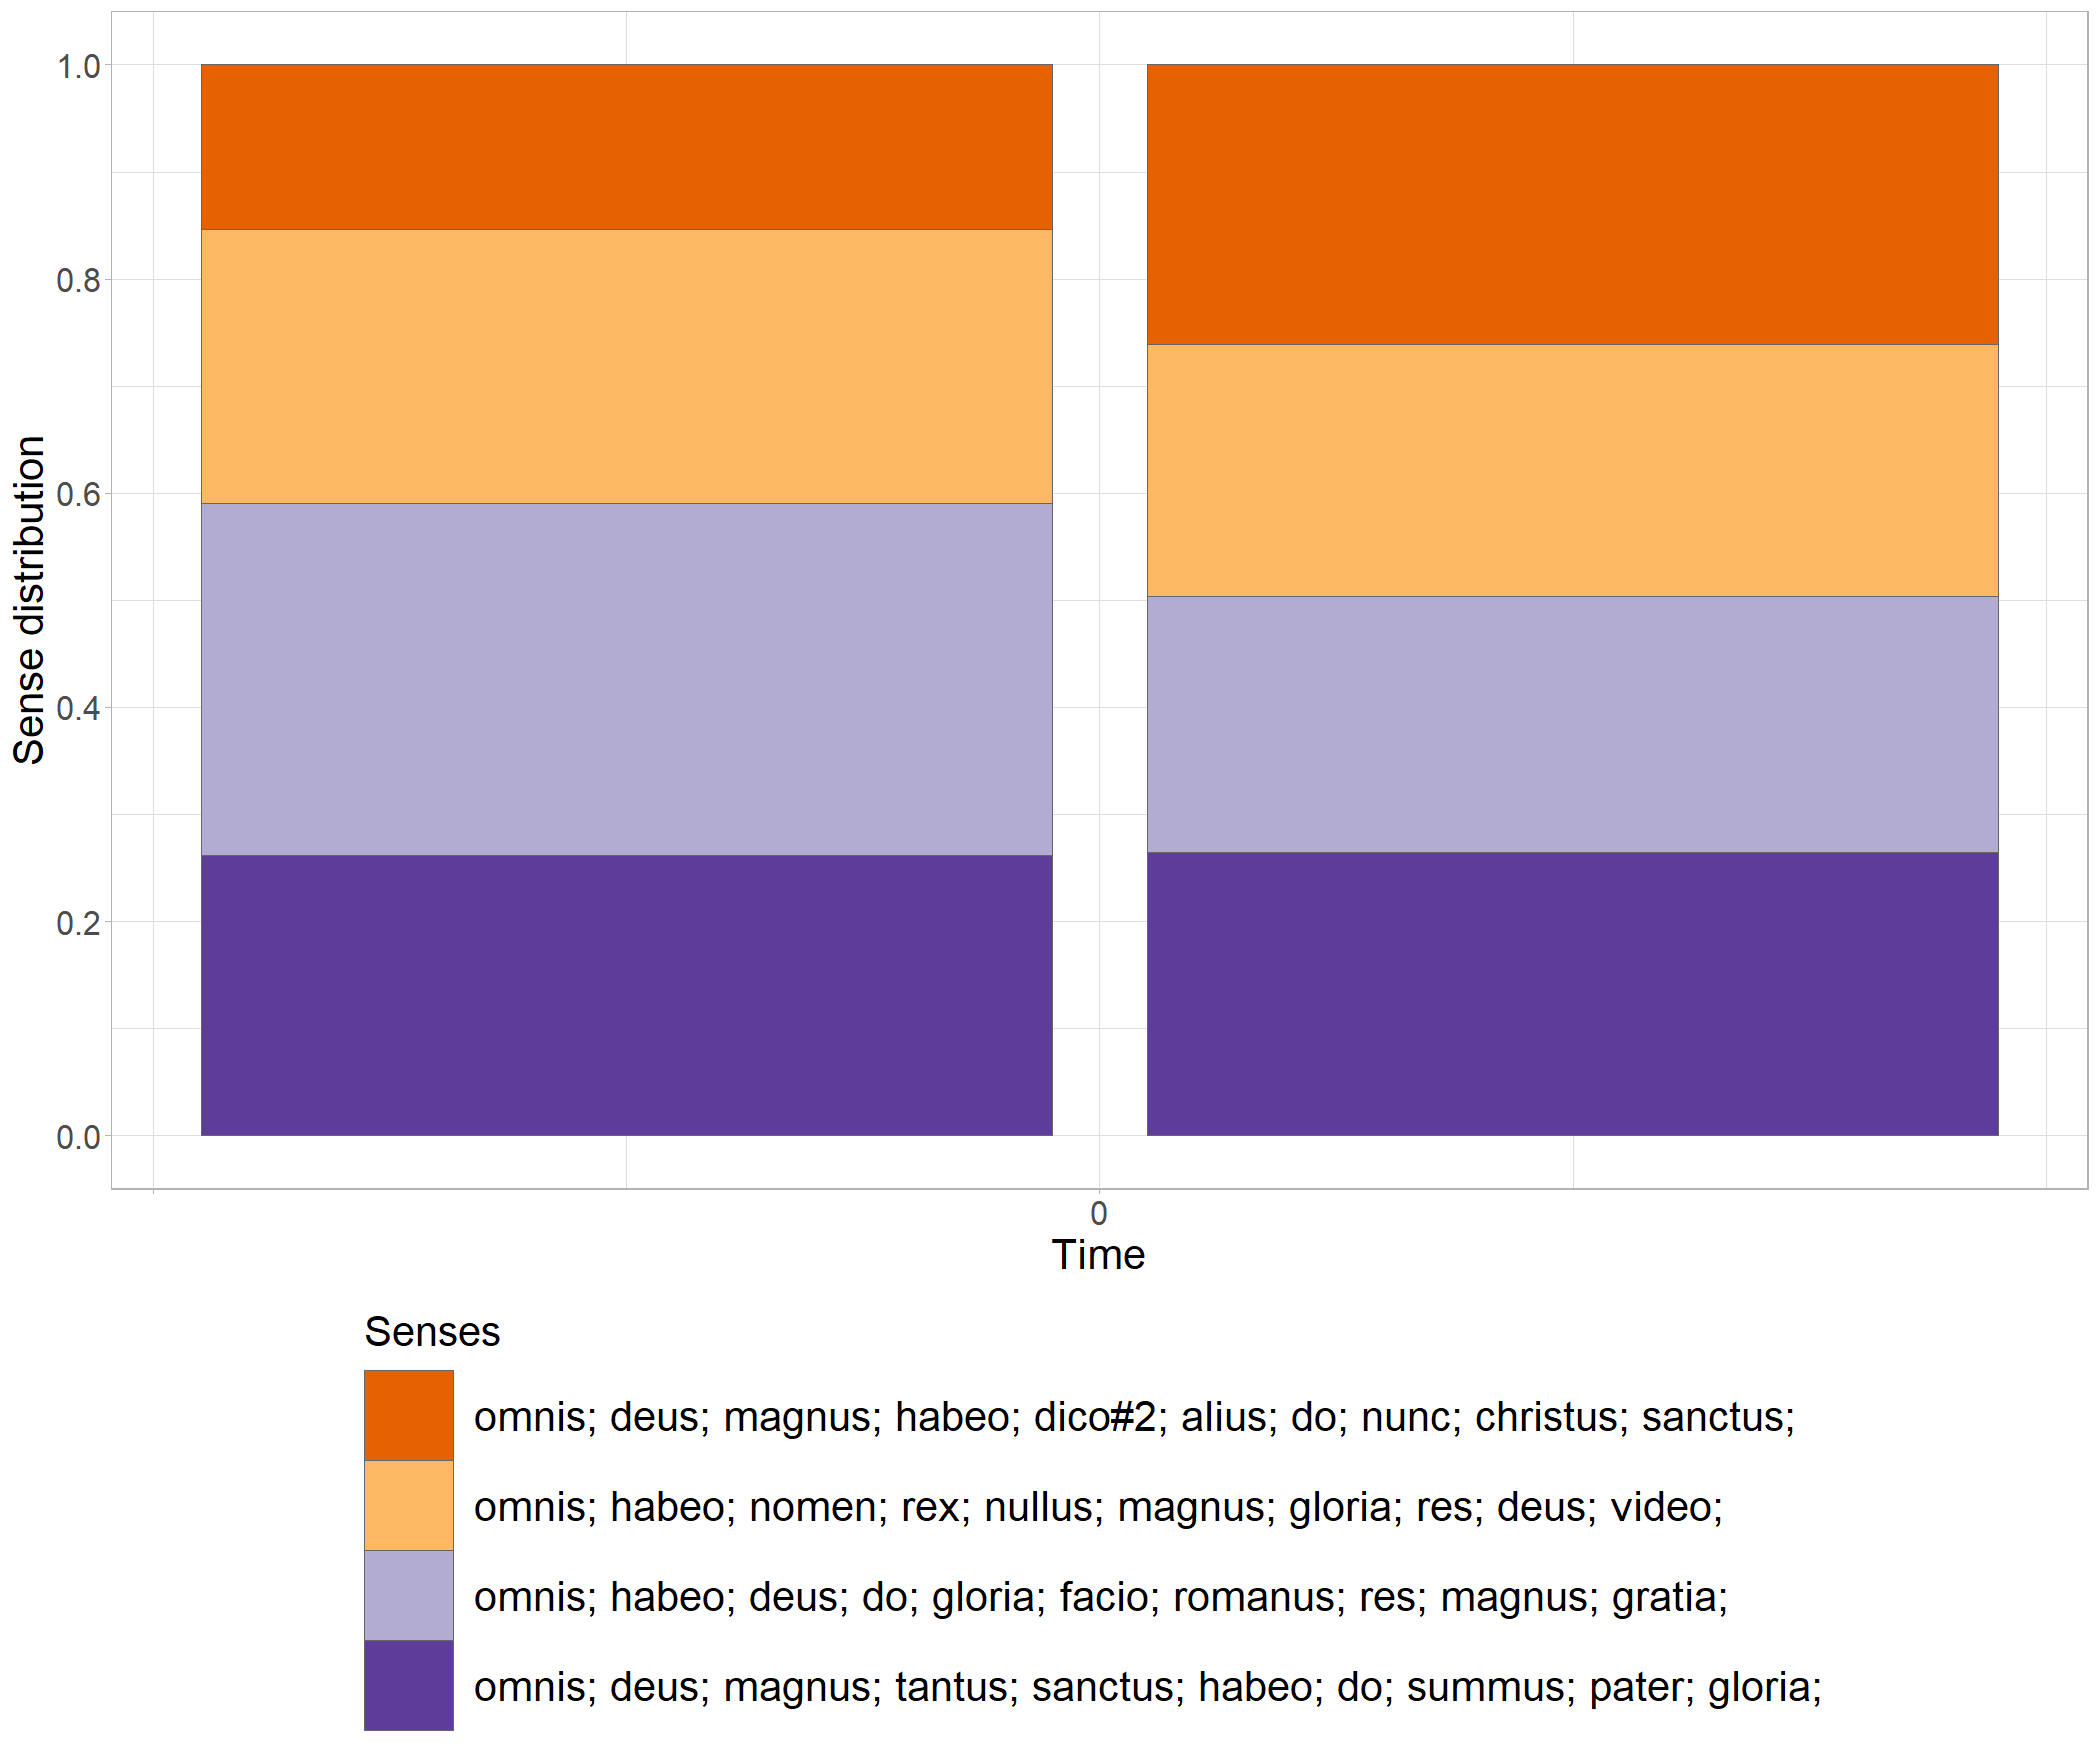 1.0
0.8
0.6
0.4
0.2
0.0
Sense distribution
0
Time
Senses
omnis; deus; magnus; habeo; dico#2; alius; do; nunc; christus; sanctus;
omnis; habeo; nomen; rex; nullus; magnus; gloria; res; deus; video;
omnis; habeo; deus; do; gloria; facio; romanus; res; magnus; gratia;
omnis; deus; magnus; tantus; sanctus; habeo; do; summus; pater; gloria;